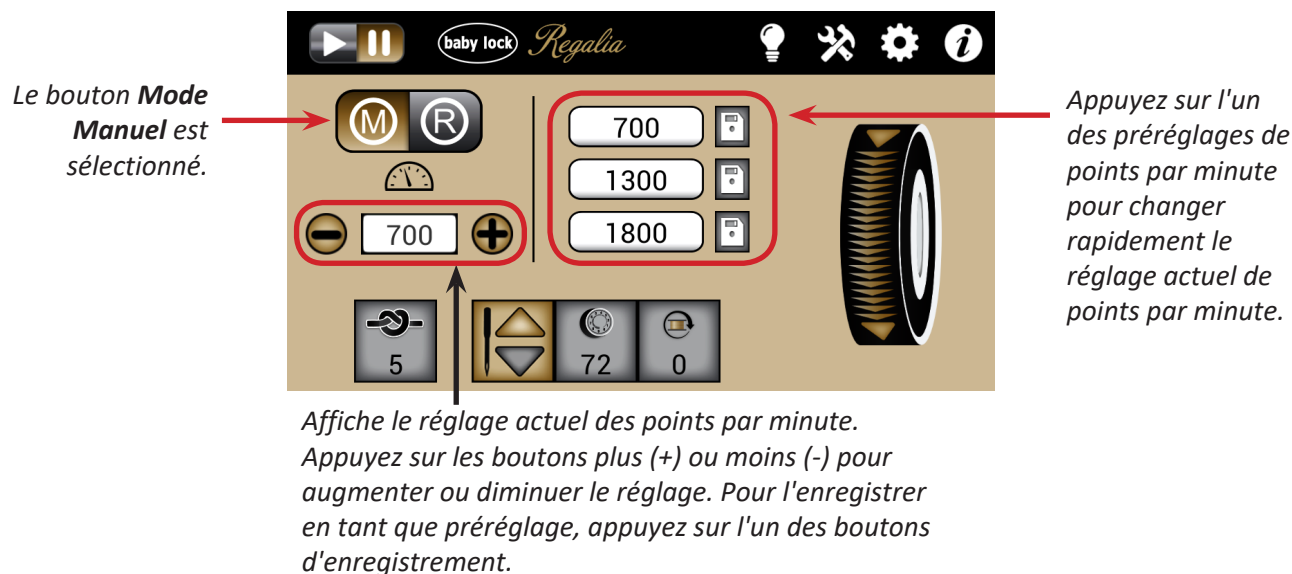 baby lock Regalia
i
Le bouton Mode
Manuel est
sélectionné.
M R
700
1300
1800
700
5
72
0
Appuyez sur l'un
des préréglages de
points par minute
pour changer
rapidement le
réglage actuel de
points par minute.
Affiche le réglage actuel des points par minute.
Appuyez sur les boutons plus (+) ou moins (-) pour
augmenter ou diminuer le réglage. Pour l'enregistrer
en tant que préréglage, appuyez sur l'un des boutons
d'enregistrement.